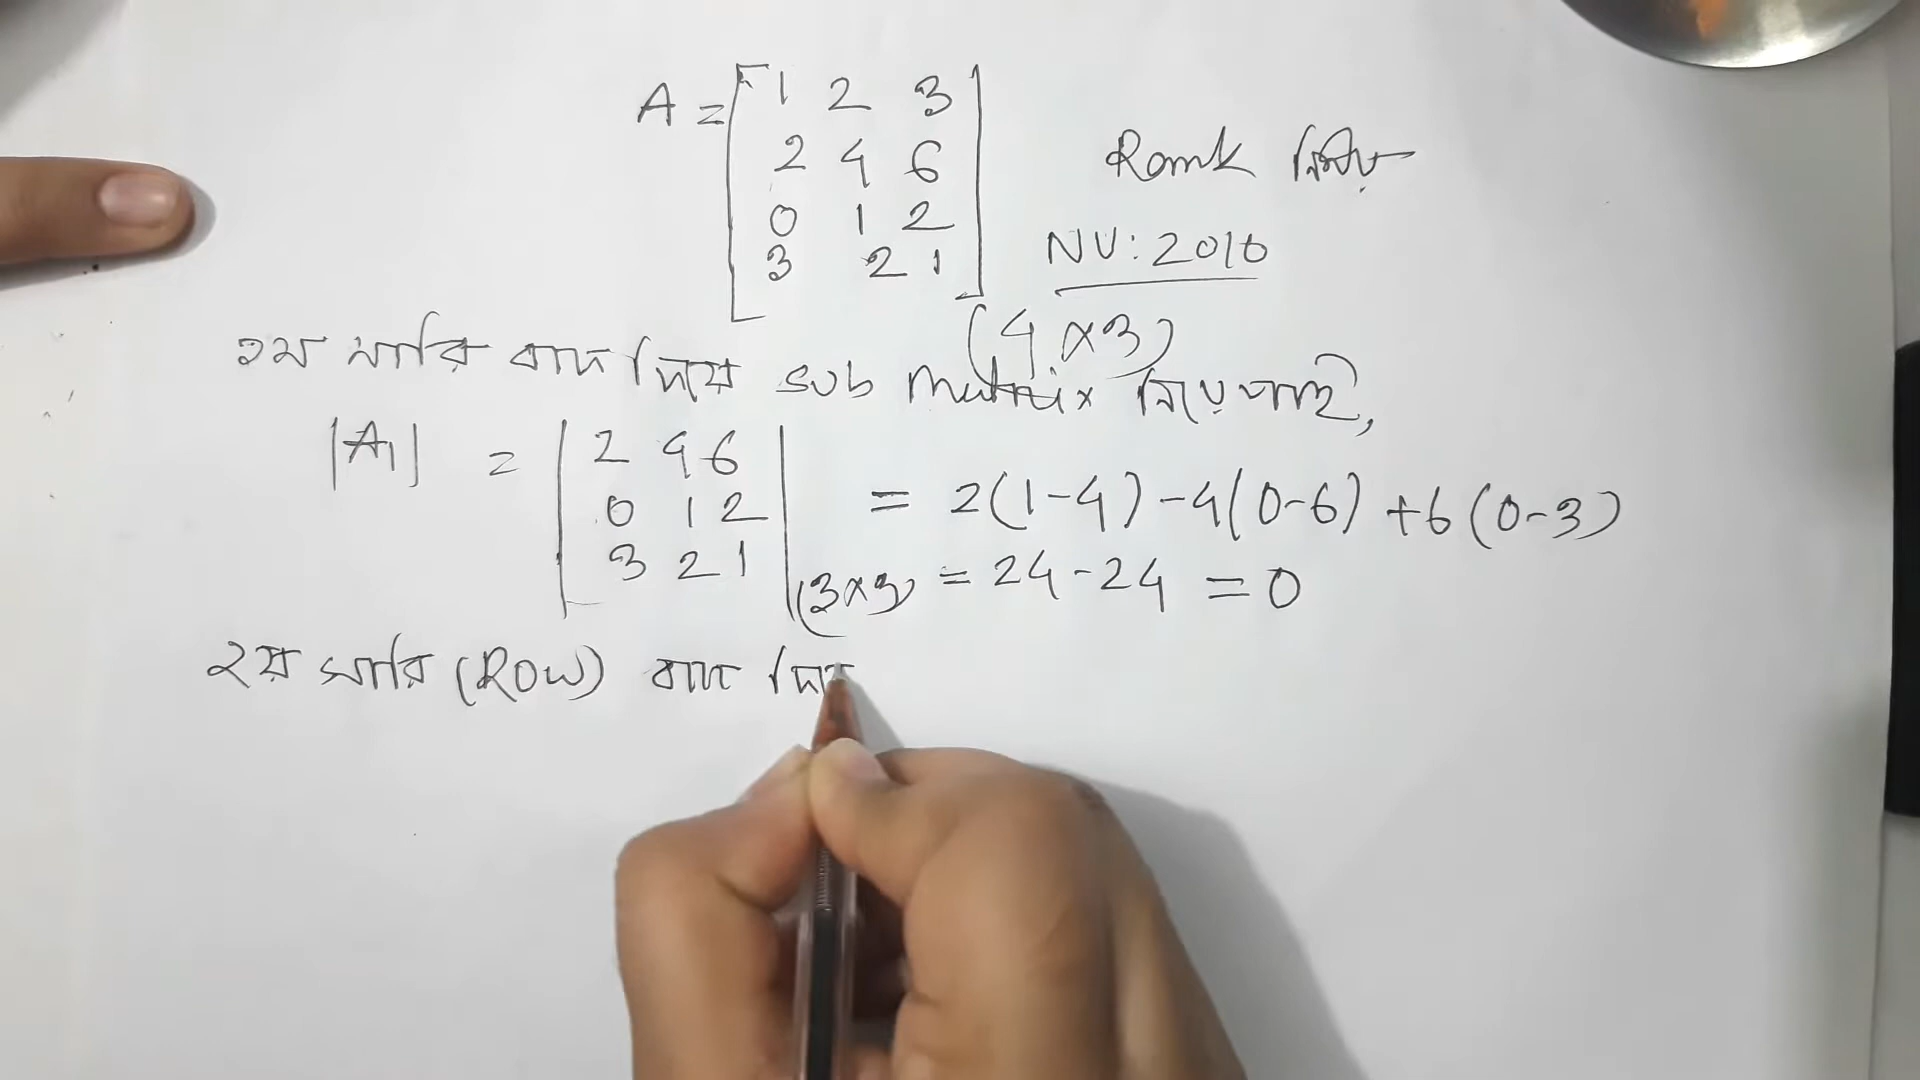 A = [1 2 3
2 4 6
0 1 2
3 2 1] Rank নির্ণয়
NU: 2016
(4×3)
১ম সারি বাদ দিয়ে sub matrix নিয়ে পাই,
|A₁| = |2 4 6
0 1 2
3 2 1| (3×3)
= 2(1-4) -4(0-6) +6(0-3)
= 24-24 = 0
২য় সারি (Row) বাদ দিয়